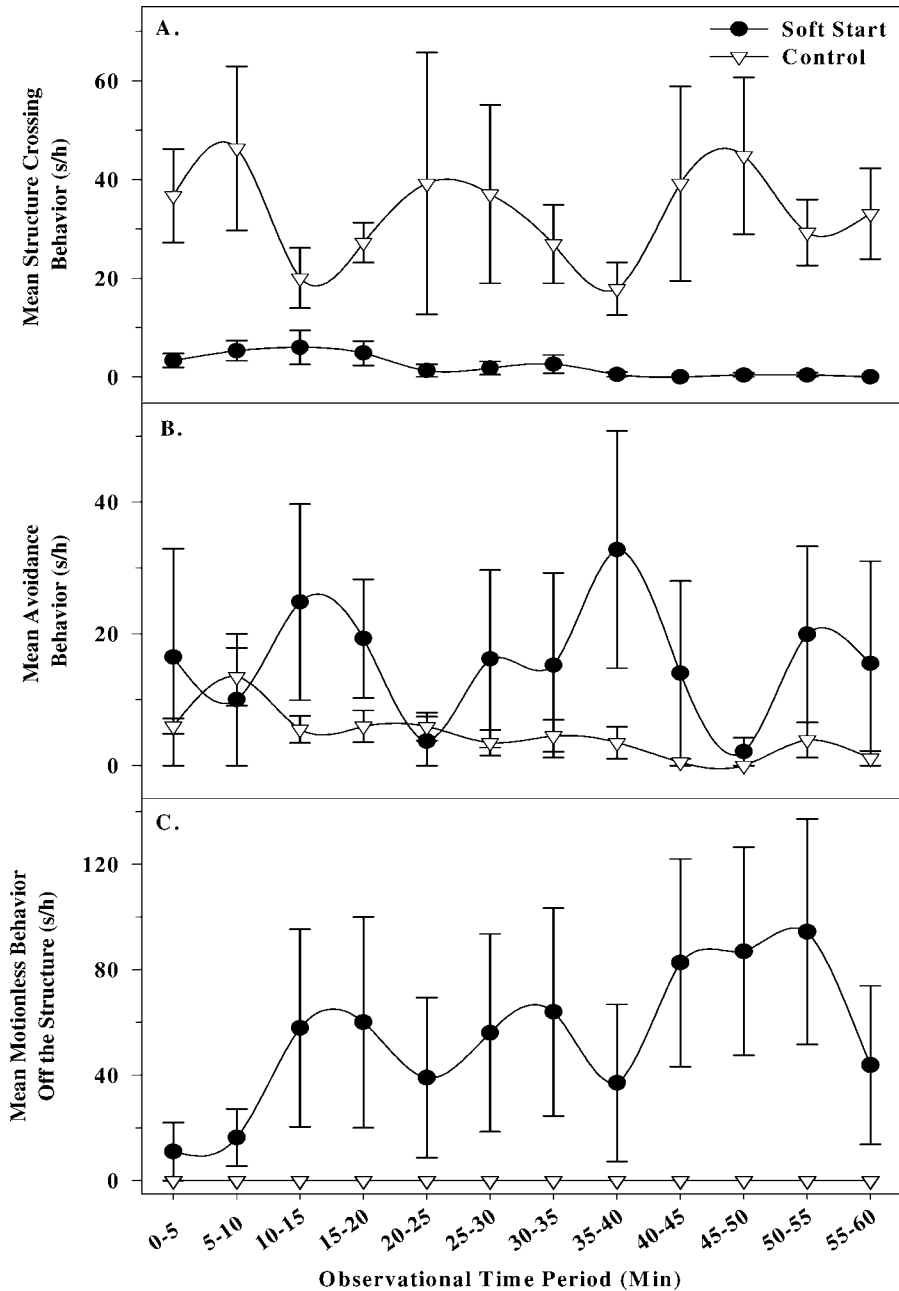 A.
Soft Start
Control
Mean Structure Crossing
Behavior (s/h)
60
40
20
0
B.
Mean Avoidance
Behavior (s/h)
40
20
0
C.
Mean Motionless Behavior
Off the Structure (s/h)
120
80
40
0
0-5 5-10 10-15 15-20 20-25 25-30 30-35 35-40 40-45 45-50 50-55 55-60
Observational Time Period (Min)